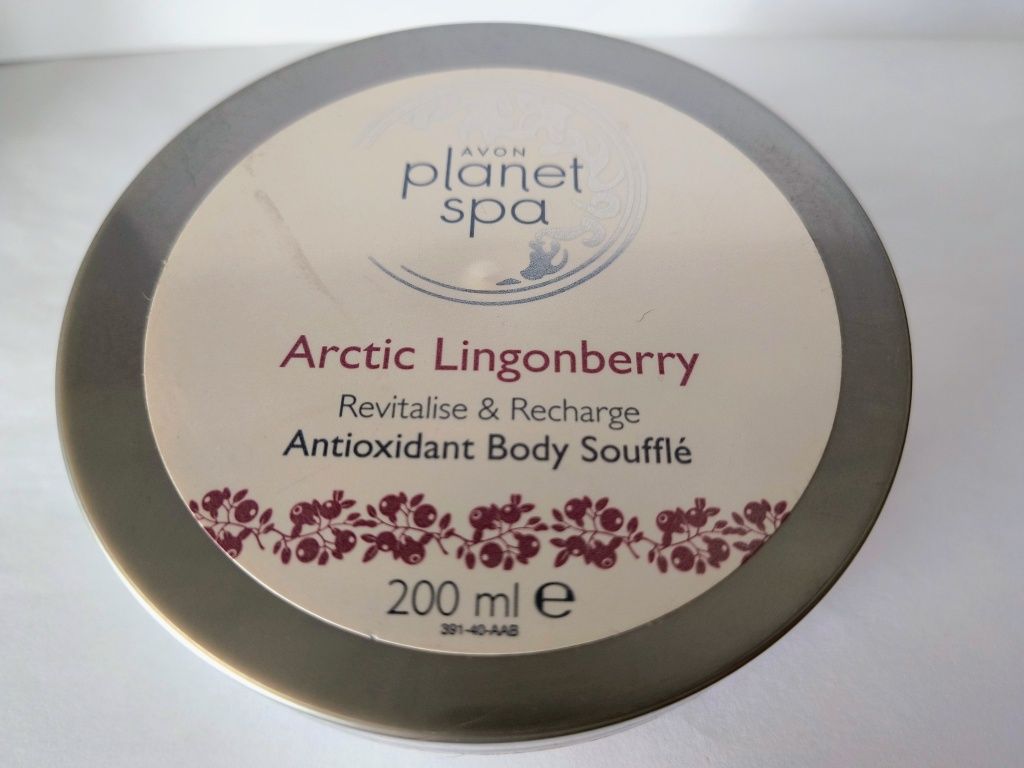 AVON
planet
spa
Arctic Lingonberry
Revitalise & Recharge
Antioxidant Body Soufflé
200 ml ℮
391-40-AAB